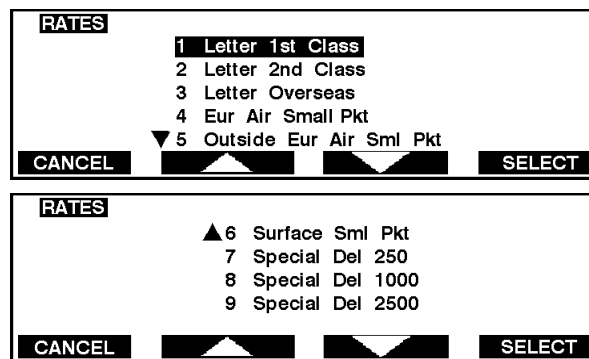 RATES
1 Letter 1st Class
2 Letter 2nd Class
3 Letter Overseas
4 Eur Air Small Pkt
5 Outside Eur Air Sml Pkt
CANCEL SELECT
RATES
6 Surface Sml Pkt
7 Special Del 250
8 Special Del 1000
9 Special Del 2500
CANCEL SELECT